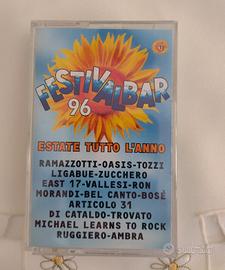 FESTIVALBAR
96
ESTATE TUTTO L'ANNO
RAMAZZOTTI-OASIS-TOZZI
LIGABUE-ZUCCHERO
EAST 17-VALLESI-RON
MORANDI-BEL CANTO-BOSÉ
ARTICOLO 31
DI CATALDO-TROVATO
MICHAEL LEARNS TO ROCK
RUGGIERO-AMBRA
subito